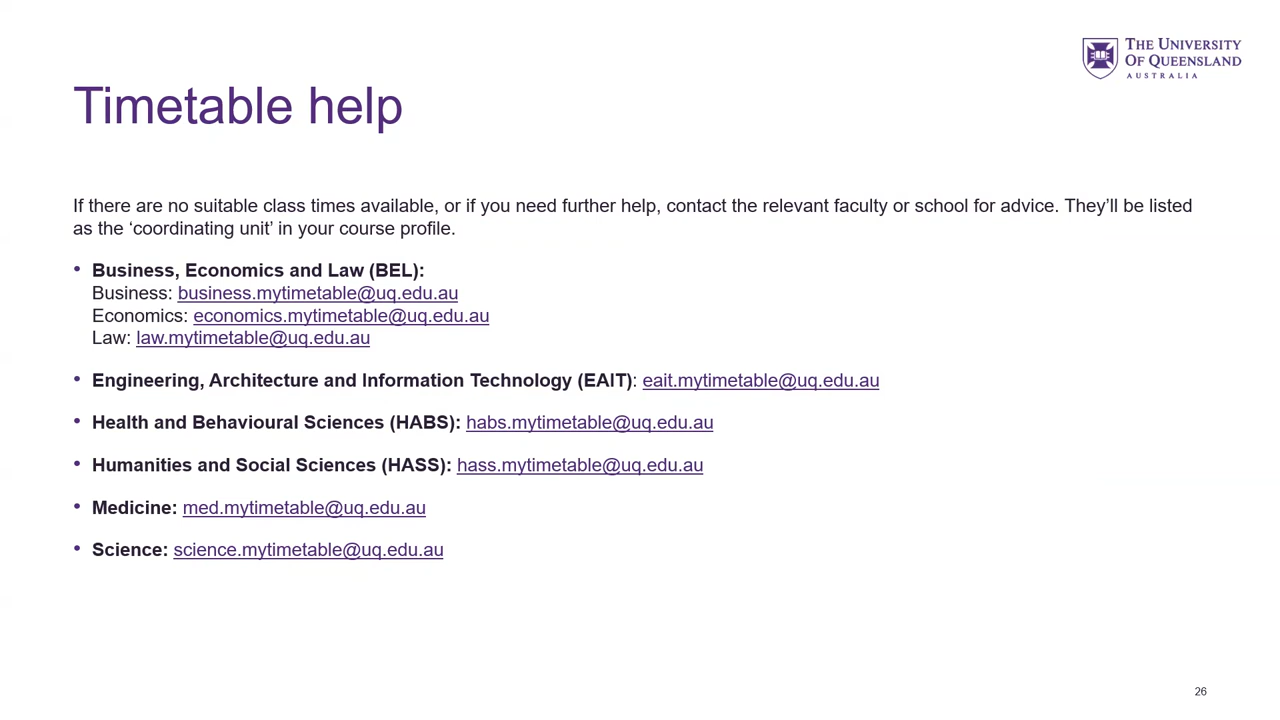 THE UNIVERSITY
OF QUEENSLAND
AUSTRALIA
Timetable help
If there are no suitable class times available, or if you need further help, contact the relevant faculty or school for advice. They’ll be listed
as the ‘coordinating unit’ in your course profile.
• Business, Economics and Law (BEL):
Business: business.mytimetable@uq.edu.au
Economics: economics.mytimetable@uq.edu.au
Law: law.mytimetable@uq.edu.au
• Engineering, Architecture and Information Technology (EAIT): eait.mytimetable@uq.edu.au
• Health and Behavioural Sciences (HABS): habs.mytimetable@uq.edu.au
• Humanities and Social Sciences (HASS): hass.mytimetable@uq.edu.au
• Medicine: med.mytimetable@uq.edu.au
• Science: science.mytimetable@uq.edu.au
26